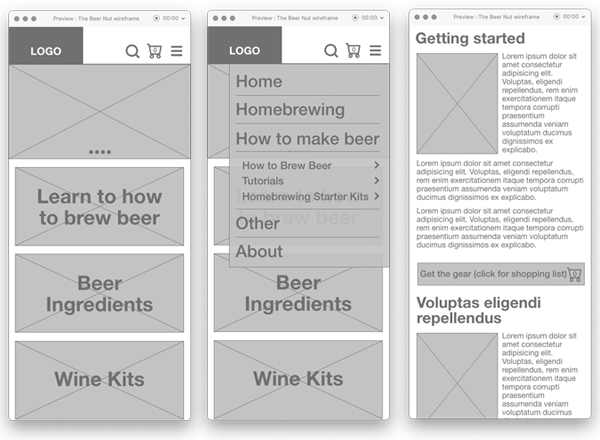 Preview : The Beer Nut wireframe
00:00
LOGO
0
Learn to how
to brew beer
Beer
Ingredients
Wine Kits
Preview : The Beer Nut wireframe
00:00
LOGO
0
Home
Homebrewing
How to make beer
How to Brew Beer
Tutorials
Homebrewing Starter Kits
Other
About
Learn to how
to brew beer
Beer
Ingredients
Wine Kits
Preview : The Beer Nut wireframe
00:00
Getting started
Lorem ipsum dolor sit
amet consectetur
adipisicing elit.
Voluptas, eligendi
repellendus, rem enim
exercitationem itaque
tempora corrupti
praesentium
assumenda veniam
voluptatum ducimus
dignissimos ex
explicabo.
Lorem ipsum dolor sit amet consectetur
adipisicing elit. Voluptas, eligendi repellendus,
rem enim exercitationem itaque tempora corrupti
praesentium assumenda veniam voluptatum
ducimus dignissimos ex explicabo.
Lorem ipsum dolor sit amet consectetur
adipisicing elit. Voluptas, eligendi repellendus,
rem enim exercitationem itaque tempora corrupti
praesentium assumenda veniam voluptatum
ducimus dignissimos ex explicabo.
Get the gear (click for shopping list)
0
Voluptas eligendi
repellendus
Lorem ipsum dolor sit
amet consectetur
adipisicing elit.
Voluptas, eligendi
repellendus, rem enim
exercitationem itaque
tempora corrupti
praesentium
assumenda veniam